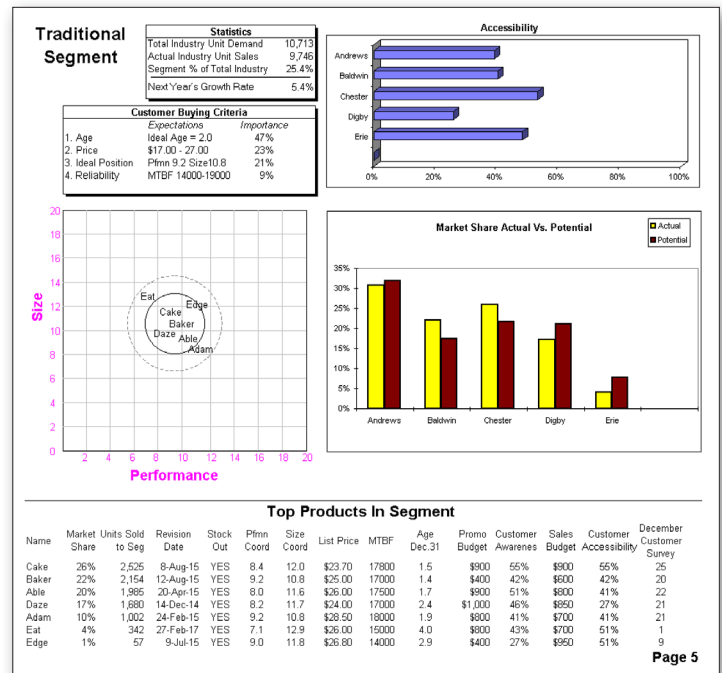 Traditional
Segment
Statistics
Total Industry Unit Demand 10,713
Actual Industry Unit Sales 9,746
Segment % of Total Industry 25.4%
Next Year's Growth Rate 5.4%
Customer Buying Criteria
Expectations Importance
1. Age Ideal Age = 2.0 47%
2. Price $17.00 - 27.00 23%
3. Ideal Position Pfmn 9.2 Size10.8 21%
4. Reliability MTBF 14000-19000 9%
Accessibility
Andrews
Baldwin
Chester
Digby
Erie
0% 20% 40% 60% 80% 100%
20
18
16
14
12
10
8
6
4
2
0
Size
Eat
Edge
Cake
Baker
Daze
Able
Adam
2 4 6 8 10 12 14 16 18 20
Performance
Market Share Actual Vs. Potential
Actual
Potential
35%
30%
25%
20%
15%
10%
5%
0%
Andrews Baldwin Chester Digby Erie
Top Products In Segment
Name Market Share Units Sold to Seg Revision Date Stock Out Pfmn Coord Size Coord List Price MTBF Age Dec.31 Promo Budget Customer Awarenes Sales Budget Customer Accessibility December Customer Survey
Cake 26% 2,525 8-Aug-15 YES 8.4 12.0 $23.70 17800 1.5 $900 55% $900 55% 25
Baker 22% 2,154 12-Aug-15 YES 9.2 10.8 $25.00 17000 1.4 $400 42% $600 42% 20
Able 20% 1,985 20-Apr-15 YES 8.0 11.6 $26.00 17500 1.7 $900 51% $800 41% 22
Daze 17% 1,680 14-Dec-14 YES 8.2 11.7 $24.00 17000 2.4 $1,000 46% $850 27% 21
Adam 10% 1,002 24-Feb-15 YES 9.2 10.8 $28.50 18000 1.9 $800 41% $700 41% 21
Eat 4% 342 27-Feb-17 YES 7.1 12.9 $26.00 15000 4.0 $800 43% $700 51% 1
Edge 1% 57 9-Jul-15 YES 9.0 11.8 $26.80 14000 2.9 $400 27% $950 51% 9
Page 5